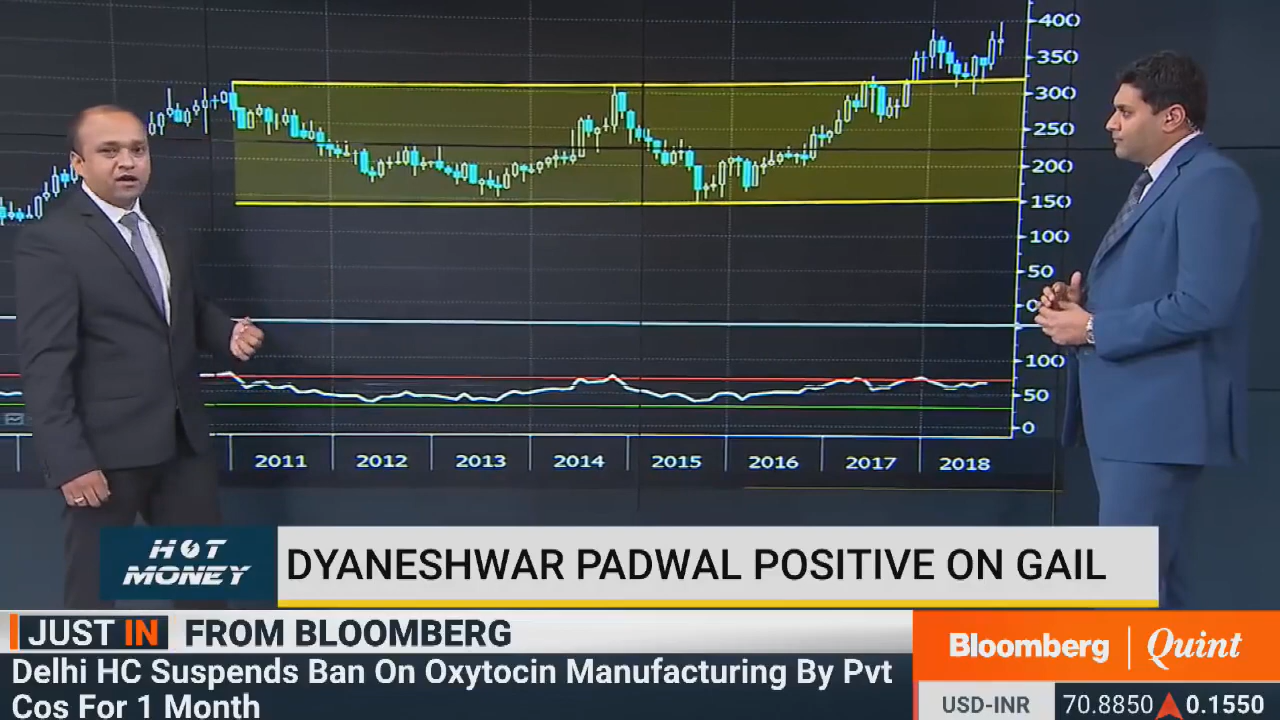 400
350
300
250
200
150
100
50
0
100
50
0
2011 2012 2013 2014 2015 2016 2017 2018
HOT
MONEY
DYANESHWAR PADWAL POSITIVE ON GAIL
JUST IN FROM BLOOMBERG
Delhi HC Suspends Ban On Oxytocin Manufacturing By Pvt
Cos For 1 Month
Bloomberg | Quint
USD-INR 70.8850 0.1550